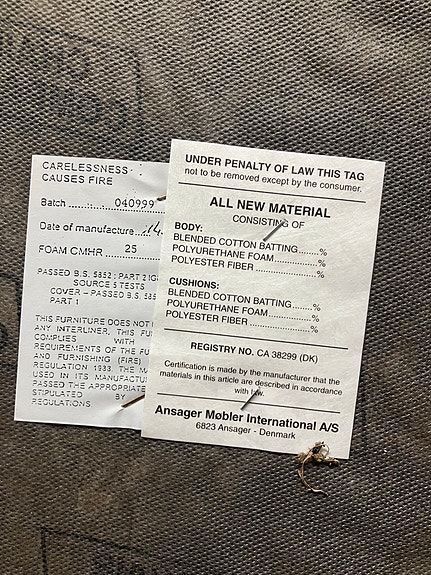 CARELESSNESS
CAUSES FIRE
Batch ........ 040999
Date of manufacture ...14.
FOAM CMHR 25
PASSED B.S. 5852 : PART 2
SOURCE 5 TESTS
COVER – PASSED B.S.
PART 1
THIS FURNITURE DOES NOT
ANY INTERLINER. THIS
COMPLIES WITH
REQUIREMENTS OF THE
AND FURNISHING (FIRE)
REGULATION
USED IN ITS
PASSED THE APPROPRIATE
STIPULATED BY
REGULATIONS.
UNDER PENALTY OF LAW THIS TAG
not to be removed except by the consumer.
ALL NEW MATERIAL
CONSISTING OF
BODY:
BLENDED COTTON BATTING.......%
POLYURETHANE FOAM..............%
POLYESTER FIBER ...................%
CUSHIONS:
BLENDED COTTON BATTING.......%
POLYURETHANE FOAM..............%
POLYESTER FIBER ...................%
REGISTRY NO. CA 38299 (DK)
Certification is made by the manufacturer that the
materials in this article are described in accordance
with law.
Ansager Møbler International A/S
6823 Ansager - Denmark